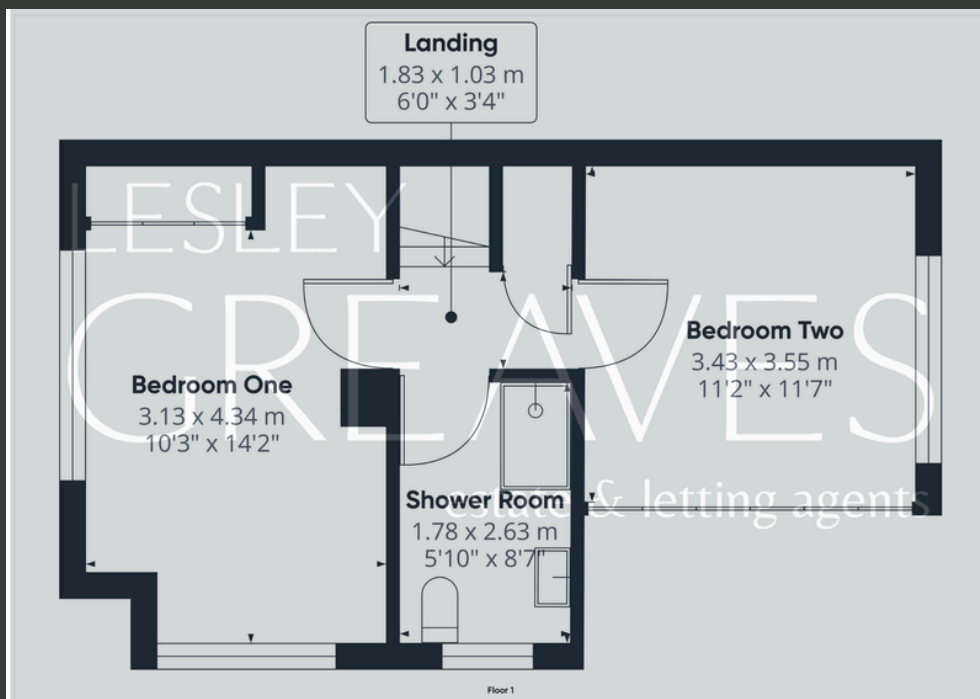 Landing
1.83 x 1.03 m
6'0" x 3'4"
LESLEY
GREAVES
estate & letting agents
Bedroom One
3.13 x 4.34 m
10'3" x 14'2"
Bedroom Two
3.43 x 3.55 m
11'2" x 11'7"
Shower Room
1.78 x 2.63 m
5'10" x 8'7"
Floor 1